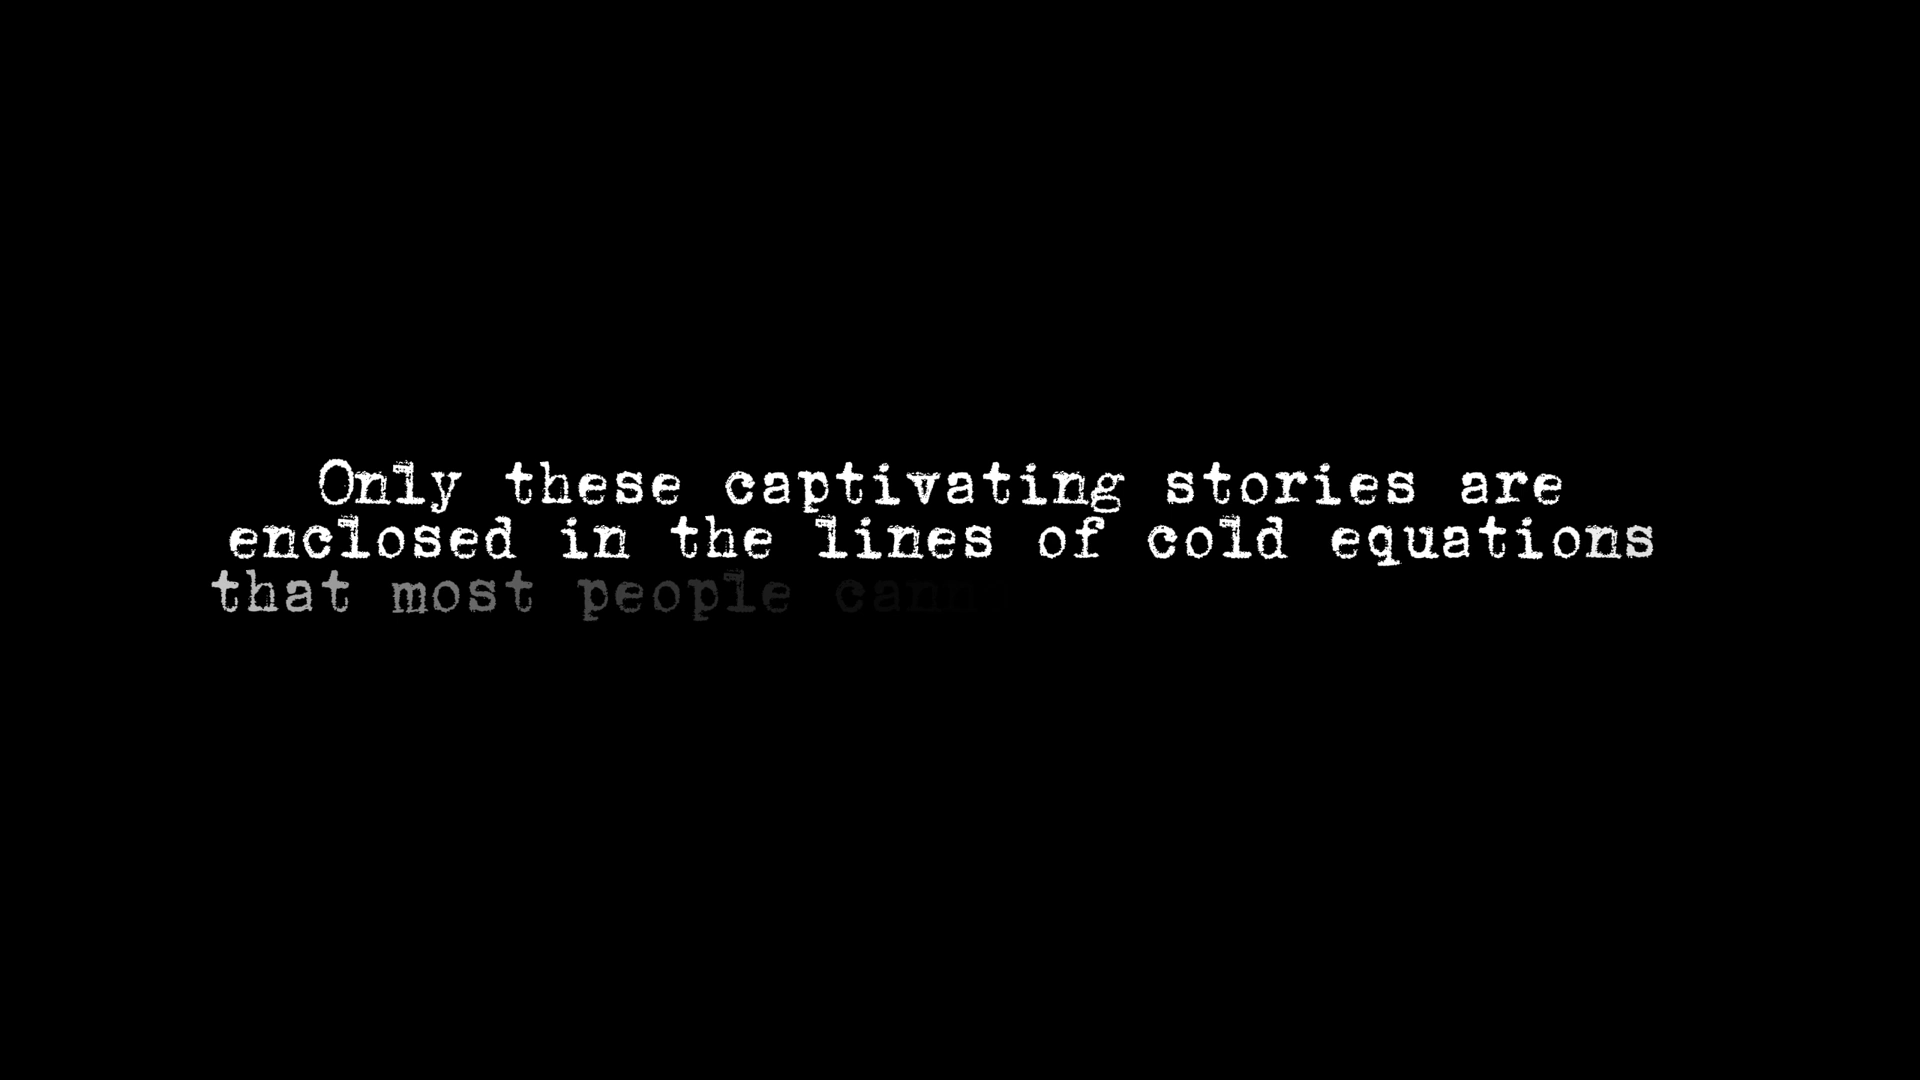 Only these captivating stories are
enclosed in the lines of cold equations
that most people cann